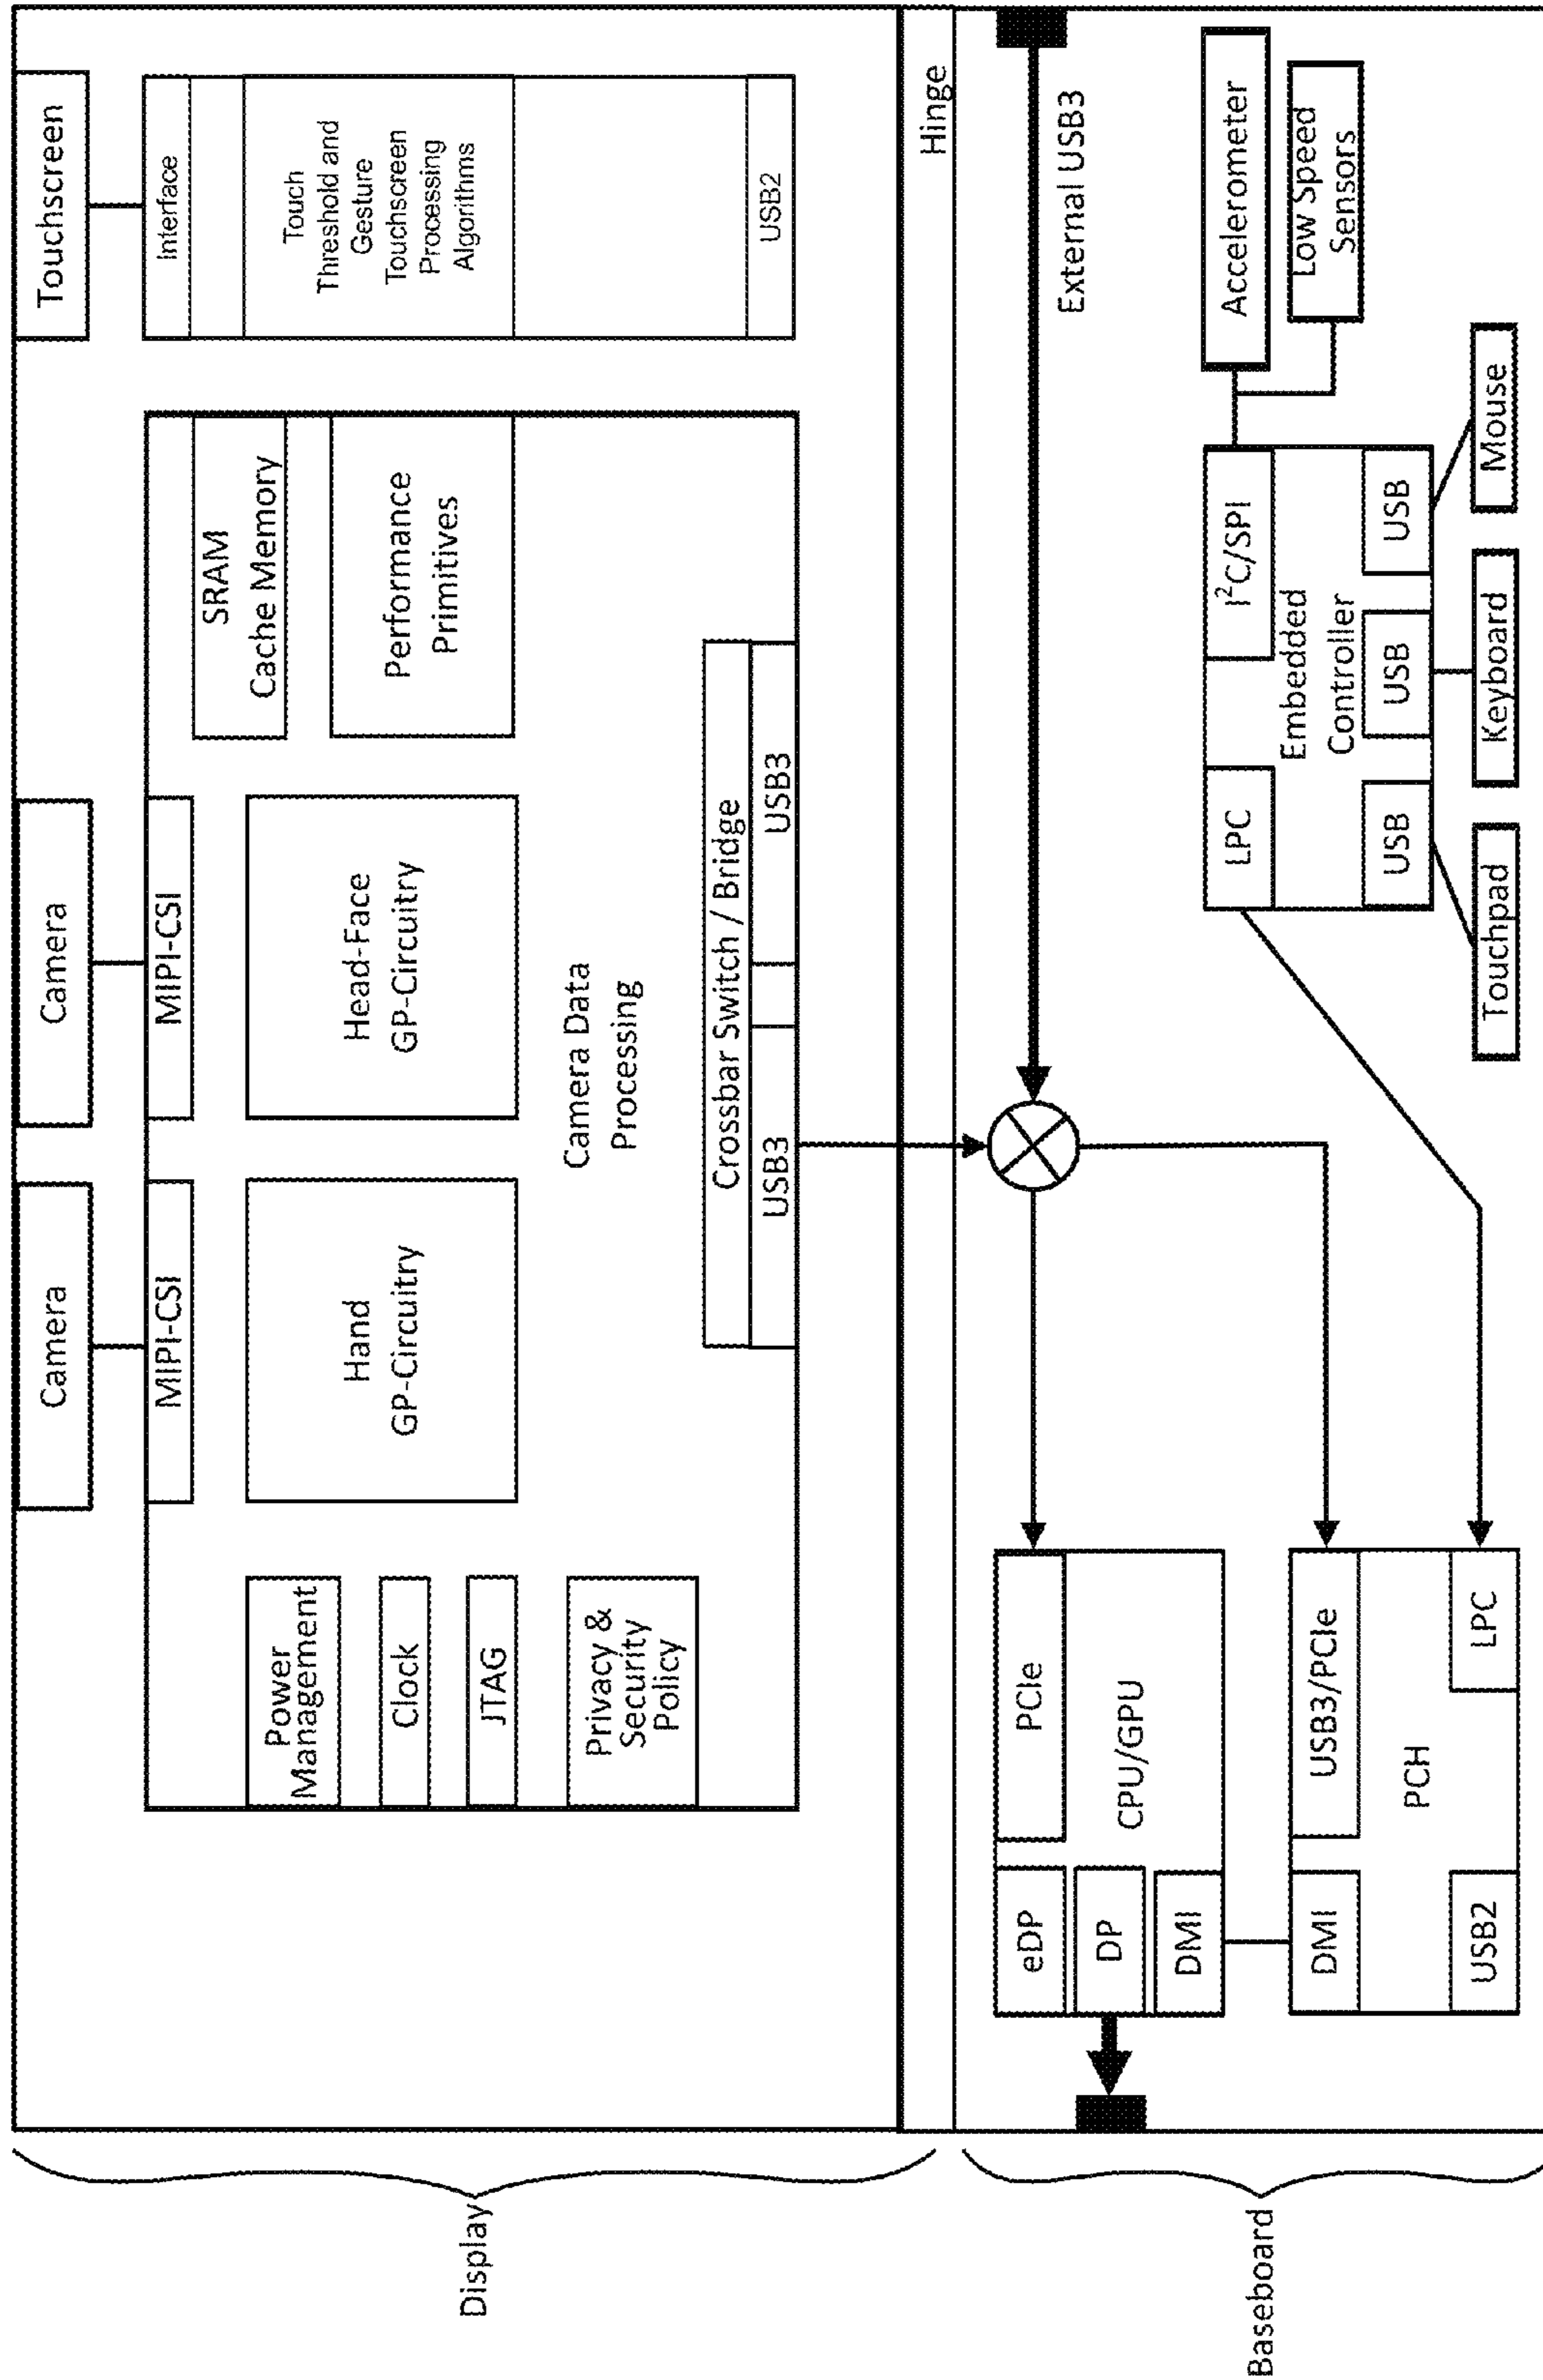 Display
Camera
Camera
Touchscreen
MIPI-CSI
MIPI-CSI
Interface
Power
Management
Clock
JTAG
Privacy &
Security
Policy
Hand
GP-Circuitry
Head-Face
GP-Circuitry
SRAM
Cache Memory
Performance
Primitives
Camera Data
Processing
Crossbar Switch / Bridge
USB3
USB3
Touch
Threshold and
Gesture
Touchscreen
Processing
Algorithms
USB2
Hinge
Baseboard
External USB3
eDP
DP
DMI
PCIe
CPU/GPU
DMI
USB3/PCIe
PCH
USB2
LPC
LPC
I²C/SPI
Embedded
Controller
USB
USB
USB
Accelerometer
Low Speed
Sensors
Touchpad
Keyboard
Mouse